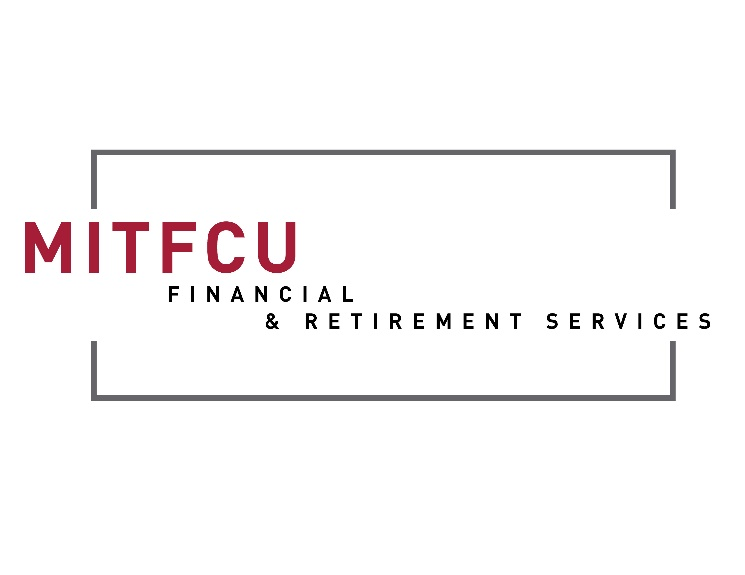 MITFCU
FINANCIAL
& RETIREMENT SERVICES